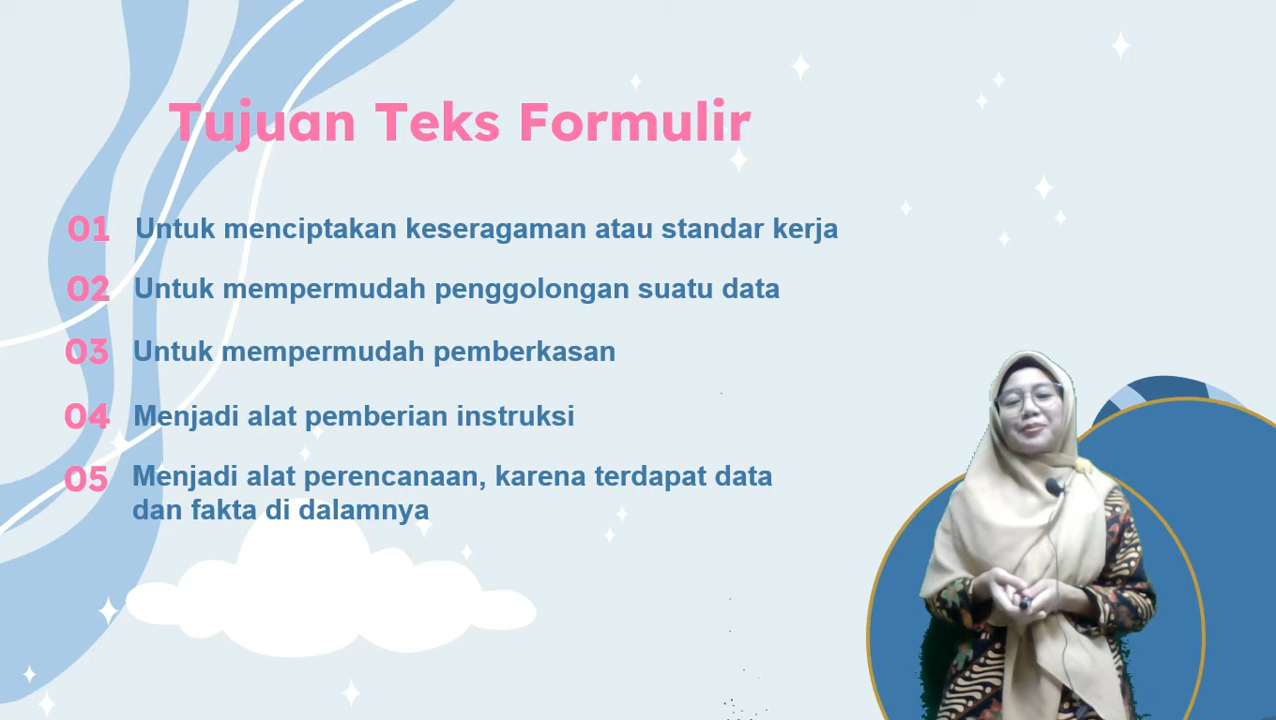 Tujuan Teks Formulir
01 Untuk menciptakan keseragaman atau standar kerja
02 Untuk mempermudah penggolongan suatu data
03 Untuk mempermudah pemberkasan
04 Menjadi alat pemberian instruksi
05 Menjadi alat perencanaan, karena terdapat data
dan fakta di dalamnya